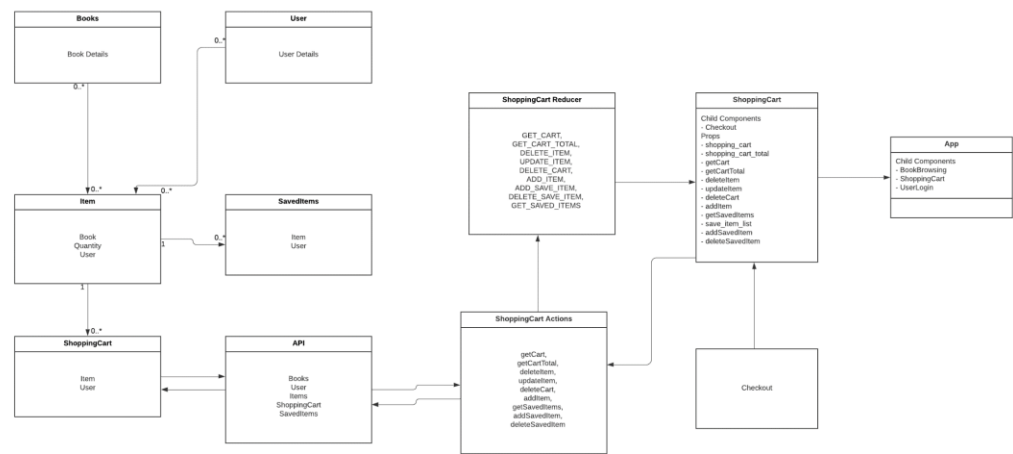 Books
Book Details
0..*
User
User Details
0..*
0..*
0..*
Item
Book
Quantity
User
1
1
SavedItems
Item
User
0..*
0..*
ShoppingCart
Item
User
API
Books
User
Items
ShoppingCart
SavedItems
ShoppingCart Reducer
GET_CART,
GET_CART_TOTAL,
DELETE_ITEM,
UPDATE_ITEM,
DELETE_CART,
ADD_ITEM,
ADD_SAVE_ITEM,
DELETE_SAVE_ITEM,
GET_SAVED_ITEMS
ShoppingCart Actions
getCart,
getCartTotal,
deleteItem,
updateItem,
deleteCart,
addItem,
getSavedItems,
addSavedItem,
deleteSavedItem
ShoppingCart
Child Components
- Checkout
Props
- shopping_cart
- shopping_cart_total
- getCart
- getCartTotal
- deleteItem
- updateItem
- deleteCart
- addItem
- getSavedItems
- save_item_list
- addSavedItem
- deleteSavedItem
Checkout
App
Child Components
- BookBrowsing
- ShoppingCart
- UserLogin